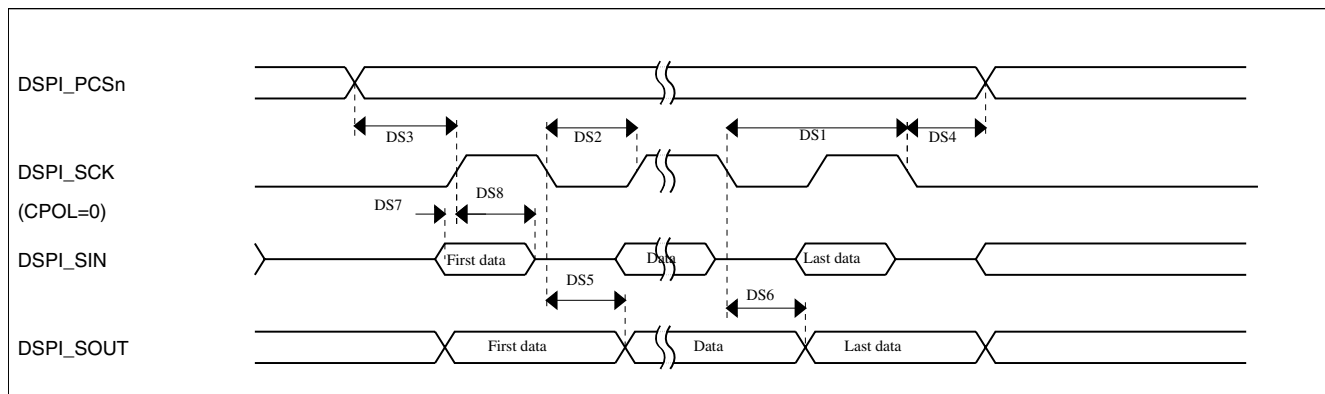 DSPI_PCSn
DS3
DS2
DS1
DS4
DSPI_SCK
(CPOL=0)
DS7
DS8
DSPI_SIN
First data
Data
Last data
DS5
DS6
DSPI_SOUT
First data
Data
Last data